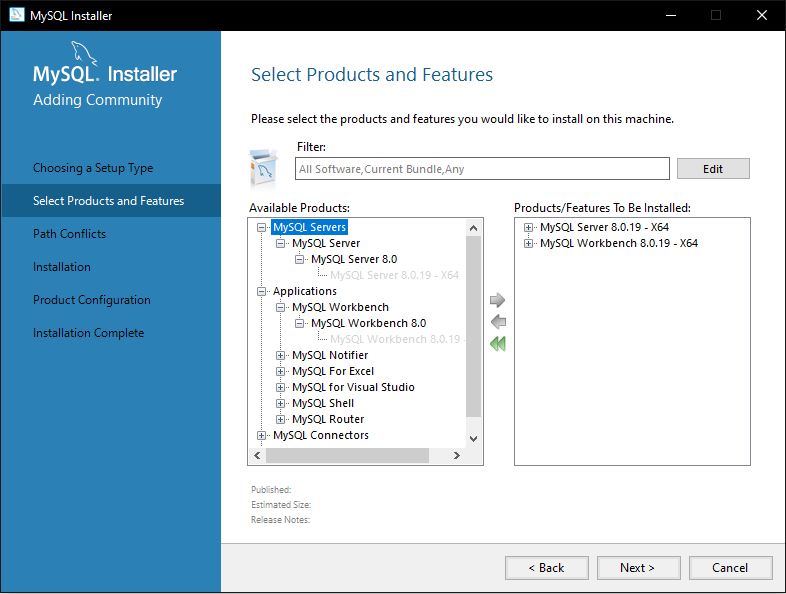 MySQL Installer
MySQL. Installer
Adding Community
Choosing a Setup Type
Select Products and Features
Path Conflicts
Installation
Product Configuration
Installation Complete
Select Products and Features
Please select the products and features you would like to install on this machine.
Filter:
All Software,Current Bundle,Any
Edit
Available Products:
MySQL Servers
MySQL Server
MySQL Server 8.0
MySQL Server 8.0.19 - X64
Applications
MySQL Workbench
MySQL Workbench 8.0
MySQL Workbench 8.0.19 -
MySQL Notifier
MySQL For Excel
MySQL for Visual Studio
MySQL Shell
MySQL Router
MySQL Connectors
Products/Features To Be Installed:
MySQL Server 8.0.19 - X64
MySQL Workbench 8.0.19 - X64
Published:
Estimated Size:
Release Notes:
< Back
Next >
Cancel